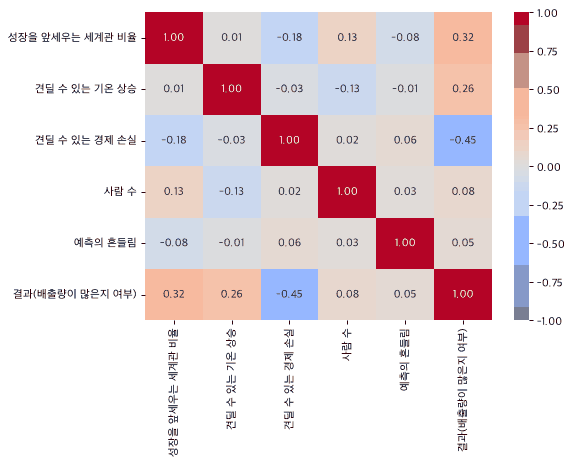 성장을 앞세우는 세계관 비율 1.00 0.01 −0.18 0.13 −0.08 0.32
견딜 수 있는 기온 상승 0.01 1.00 −0.03 −0.13 −0.01 0.26
견딜 수 있는 경제 손실 −0.18 −0.03 1.00 0.02 0.06 −0.45
사람 수 0.13 −0.13 0.02 1.00 0.03 0.08
예측의 흔들림 −0.08 −0.01 0.06 0.03 1.00 0.05
결과(배출량이 많은지 여부) 0.32 0.26 −0.45 0.08 0.05 1.00
성장을 앞세우는 세계관 비율
견딜 수 있는 기온 상승
견딜 수 있는 경제 손실
사람 수
예측의 흔들림
결과(배출량이 많은지 여부)
1.00
0.75
0.50
0.25
0.00
−0.25
−0.50
−0.75
−1.00